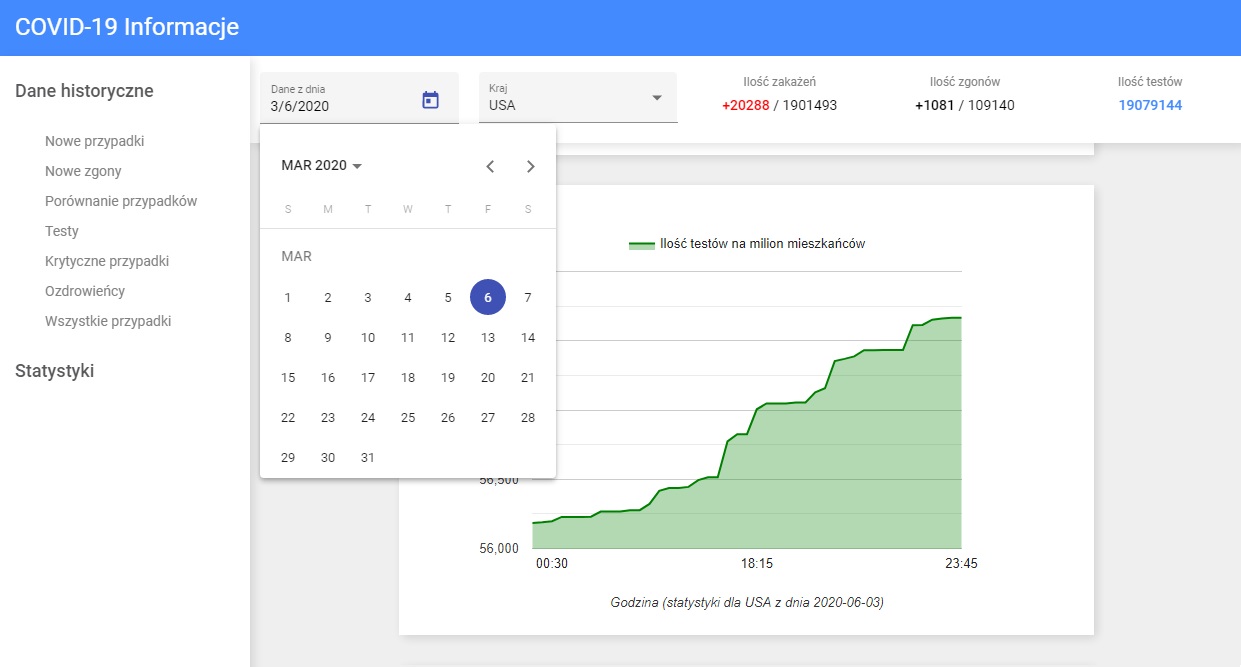 COVID-19 Informacje
Dane historyczne
Nowe przypadki
Nowe zgony
Porównanie przypadków
Testy
Krytyczne przypadki
Ozdrowieńcy
Wszystkie przypadki
Statystyki
Dane z dnia
3/6/2020
Kraj
USA
Ilość zakażeń
+20288 / 1901493
Ilość zgonów
+1081 / 109140
Ilość testów
19079144
MAR 2020
S M T W T F S
MAR
1 2 3 4 5 6 7
8 9 10 11 12 13 14
15 16 17 18 19 20 21
22 23 24 25 26 27 28
29 30 31
Ilość testów na milion mieszkańców
56,500
56,000
00:30 18:15 23:45
Godzina (statystyki dla USA z dnia 2020-06-03)